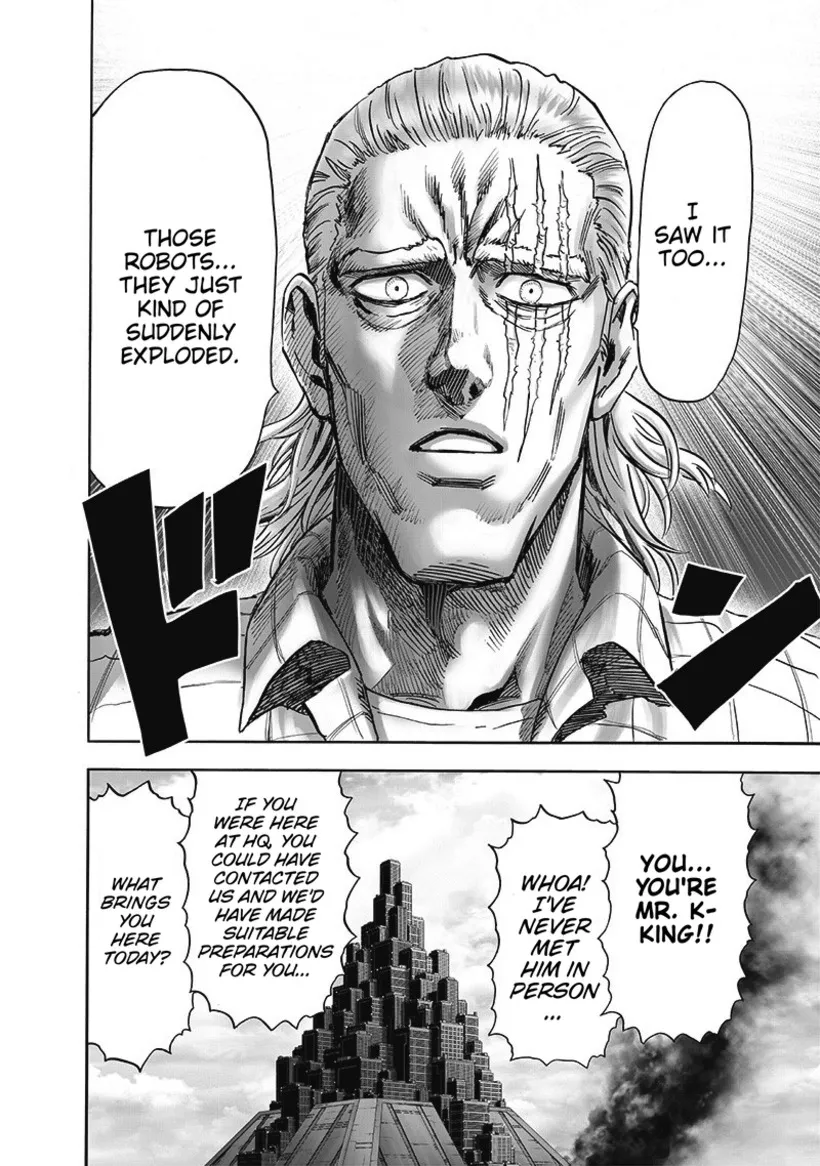 I
SAW IT
TOO...
THOSE
ROBOTS...
THEY JUST
KIND OF
SUDDENLY
EXPLODED.
ドン
YOU...
YOU'RE
MR. K-
KING!!
WHOA!
I'VE
NEVER
MET
HIM IN
PERSON
...
IF YOU
WERE HERE
AT HQ, YOU
COULD HAVE
CONTACTED
US AND WE'D
HAVE MADE
SUITABLE
PREPARATIONS
FOR YOU...
WHAT
BRINGS
YOU
HERE
TODAY?